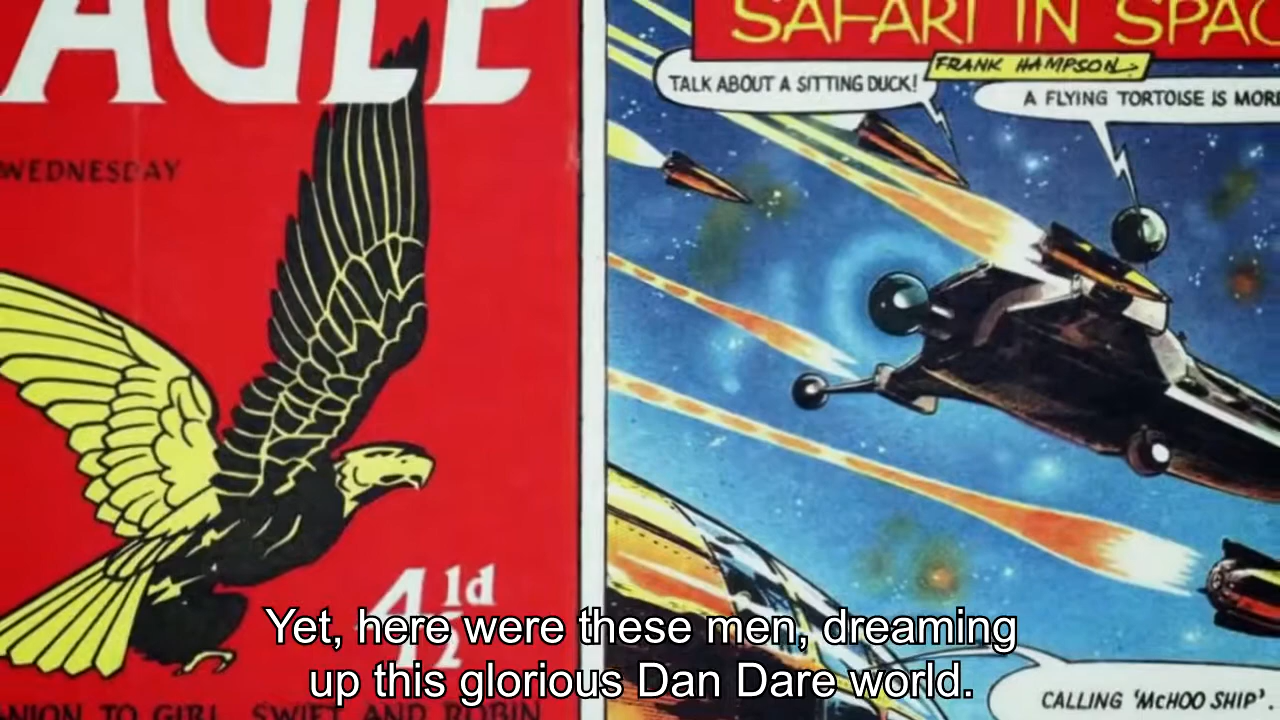 AGLE
WEDNESDAY
4½d
ANION TO GIRL, SWIFT AND ROBIN
SAFARI IN SPAC
FRANK HAMPSON
TALK ABOUT A SITTING DUCK!
A FLYING TORTOISE IS MORE
CALLING 'McHOO SHIP'.
Yet, here were these men, dreaming
up this glorious Dan Dare world.